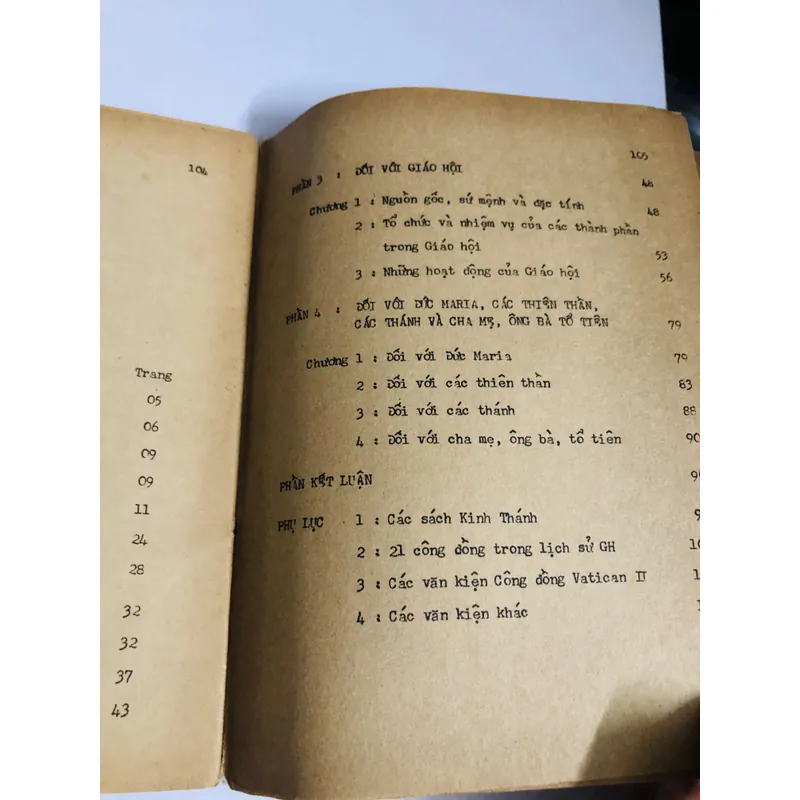 104
Trang
05
06
09
09
11
24
28
32
32
37
43
105
PHẦN 3 : ĐỐI VỚI GIÁO HỘI 48
Chương 1 : Nguồn gốc, sứ mệnh và đặc tính 48
2 : Tổ chức và nhiệm vụ của các thành phần
trong Giáo hội 53
3 : Những hoạt động của Giáo hội 56
PHẦN 4 : ĐỐI VỚI ĐỨC MARIA, CÁC THIÊN THẦN,
CÁC THÁNH VÀ CHA MẸ, ÔNG BÀ TỔ TIÊN 79
Chương 1 : Đối với Đức Maria 79
2 : Đối với các thiên thần 83
3 : Đối với các thánh 88
4 : Đối với cha mẹ, ông bà, tổ tiên 90
PHẦN KẾT LUẬN 9
PHỤ LỤC 1 : Các sách Kinh Thánh 9
2 : 21 công đồng trong lịch sử GH 10
3 : Các văn kiện Công đồng Vatican II 1
4 : Các văn kiện khác 1